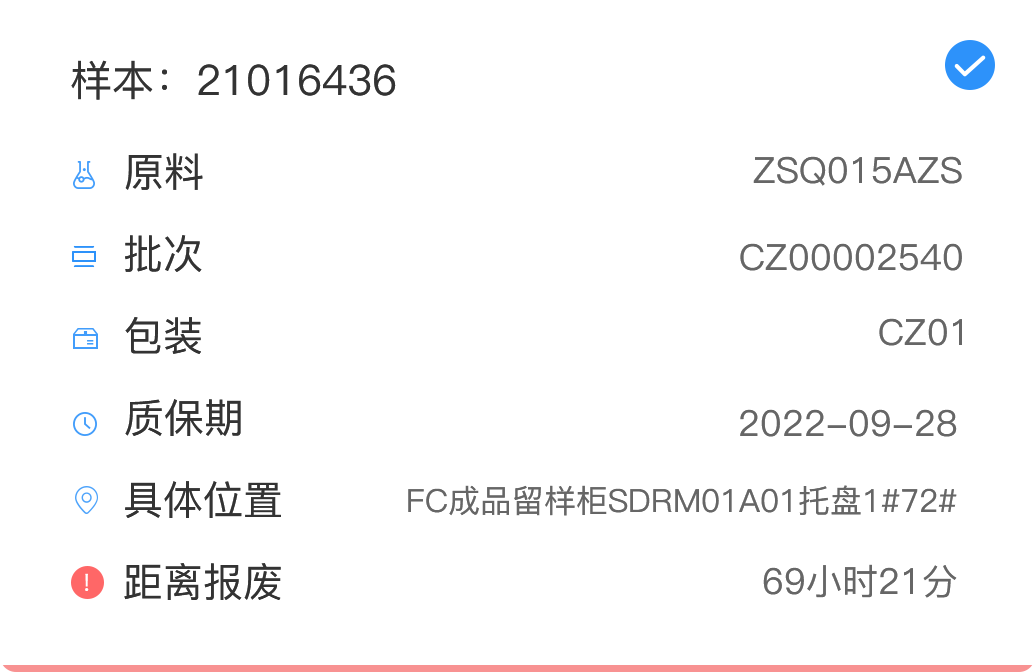 样本：21016436
原料 ZSQ015AZS
批次 CZ00002540
包装 CZ01
质保期 2022-09-28
具体位置 FC成品留样柜SDRM01A01托盘1#72#
距离报废 69小时21分